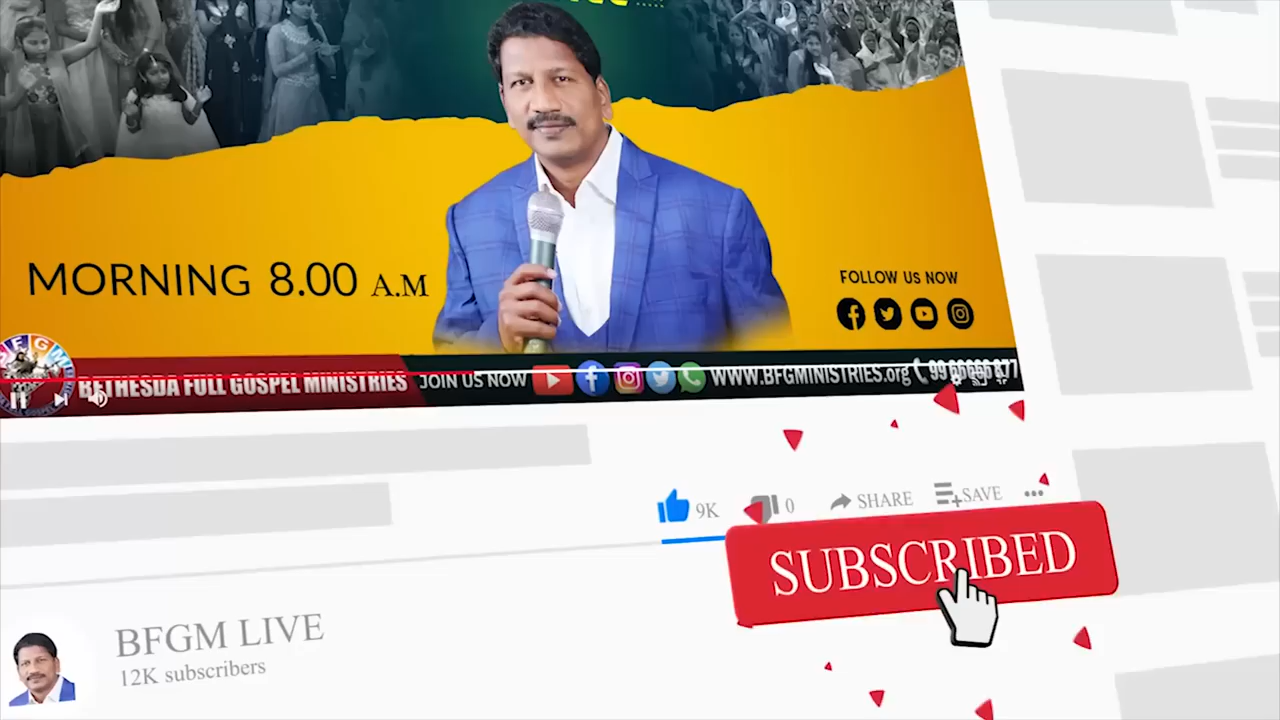 MORNING 8.00 A.M
FOLLOW US NOW
BFGM
BETHESDA FULL GOSPEL MINISTRIES
JOIN US NOW
WWW.BFGMINISTRIES.org
9K
0
SHARE
SAVE
SUBSCRIBED
BFGM LIVE
12K subscribers